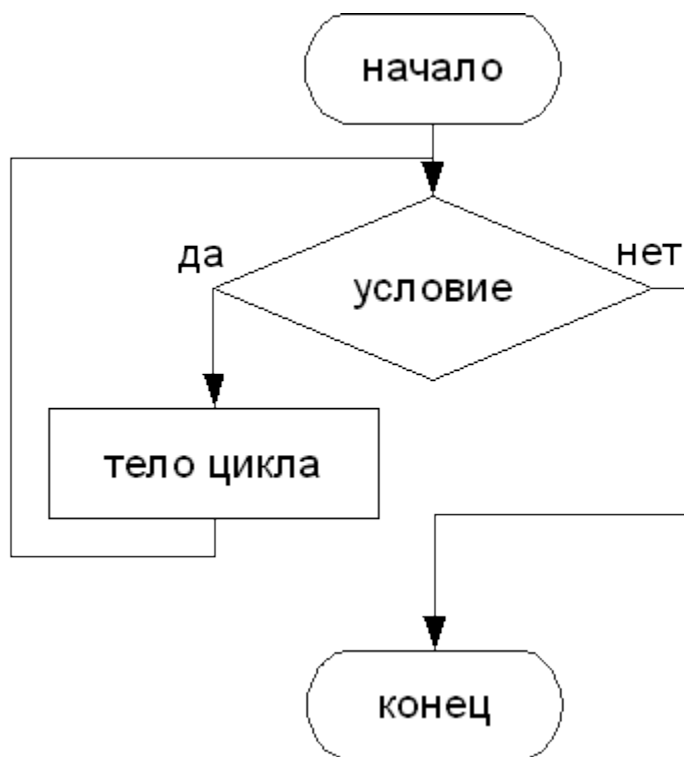 начало
да
нет
условие
тело цикла
конец